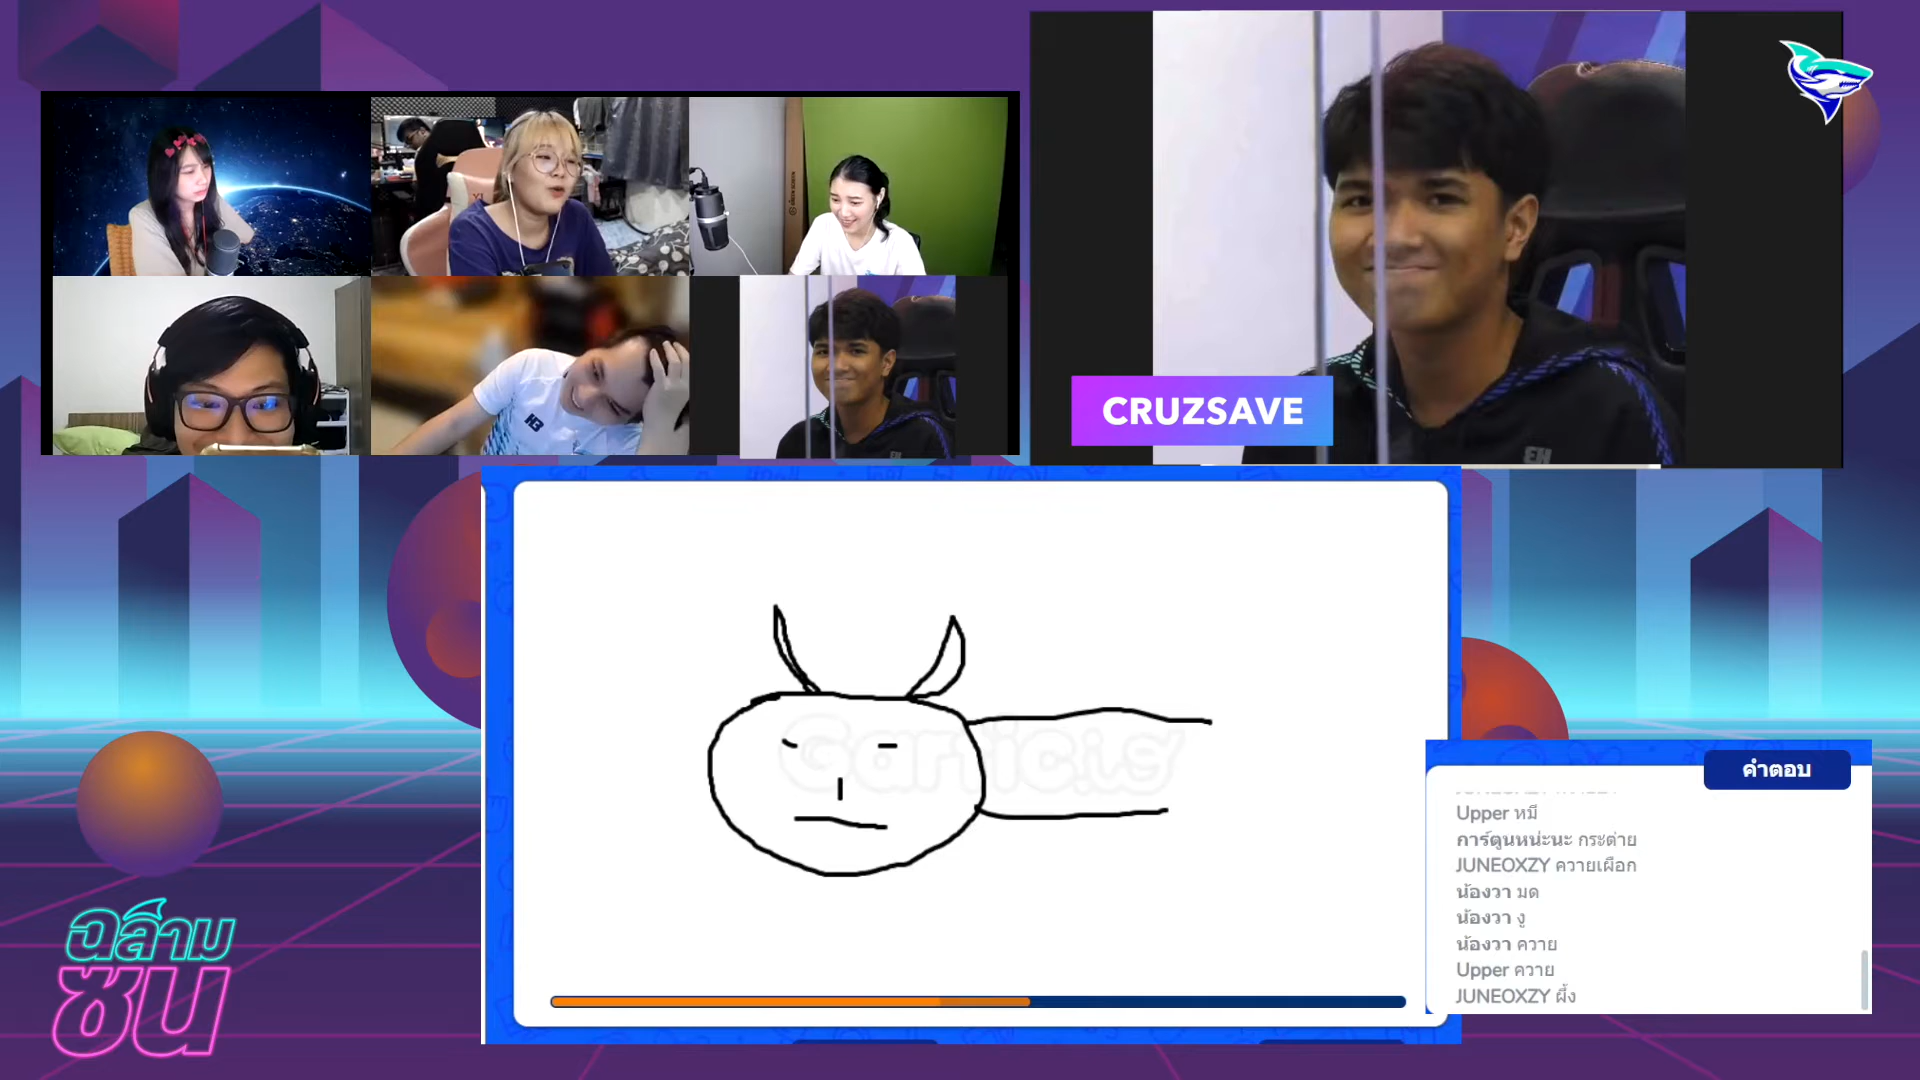 CRUZSAVE
Gartic.is
คำตอบ
Upper หมี
การ์ตูนหน่ะนะ กระต่าย
JUNEOXZY ควายเผือก
น้องวา มด
น้องวา งู
น้องวา ควาย
Upper ควาย
JUNEOXZY ผึ้ง
ฉลาม
ชน